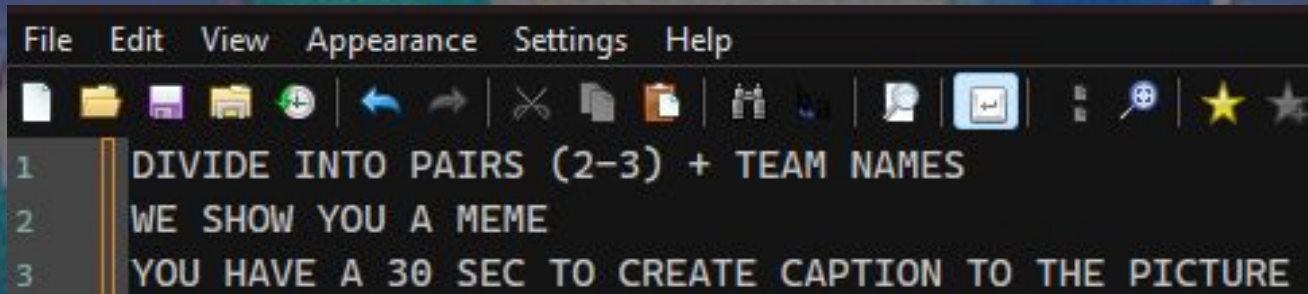 File Edit View Appearance Settings Help
1 DIVIDE INTO PAIRS (2-3) + TEAM NAMES
2 WE SHOW YOU A MEME
3 YOU HAVE A 30 SEC TO CREATE CAPTION TO THE PICTURE